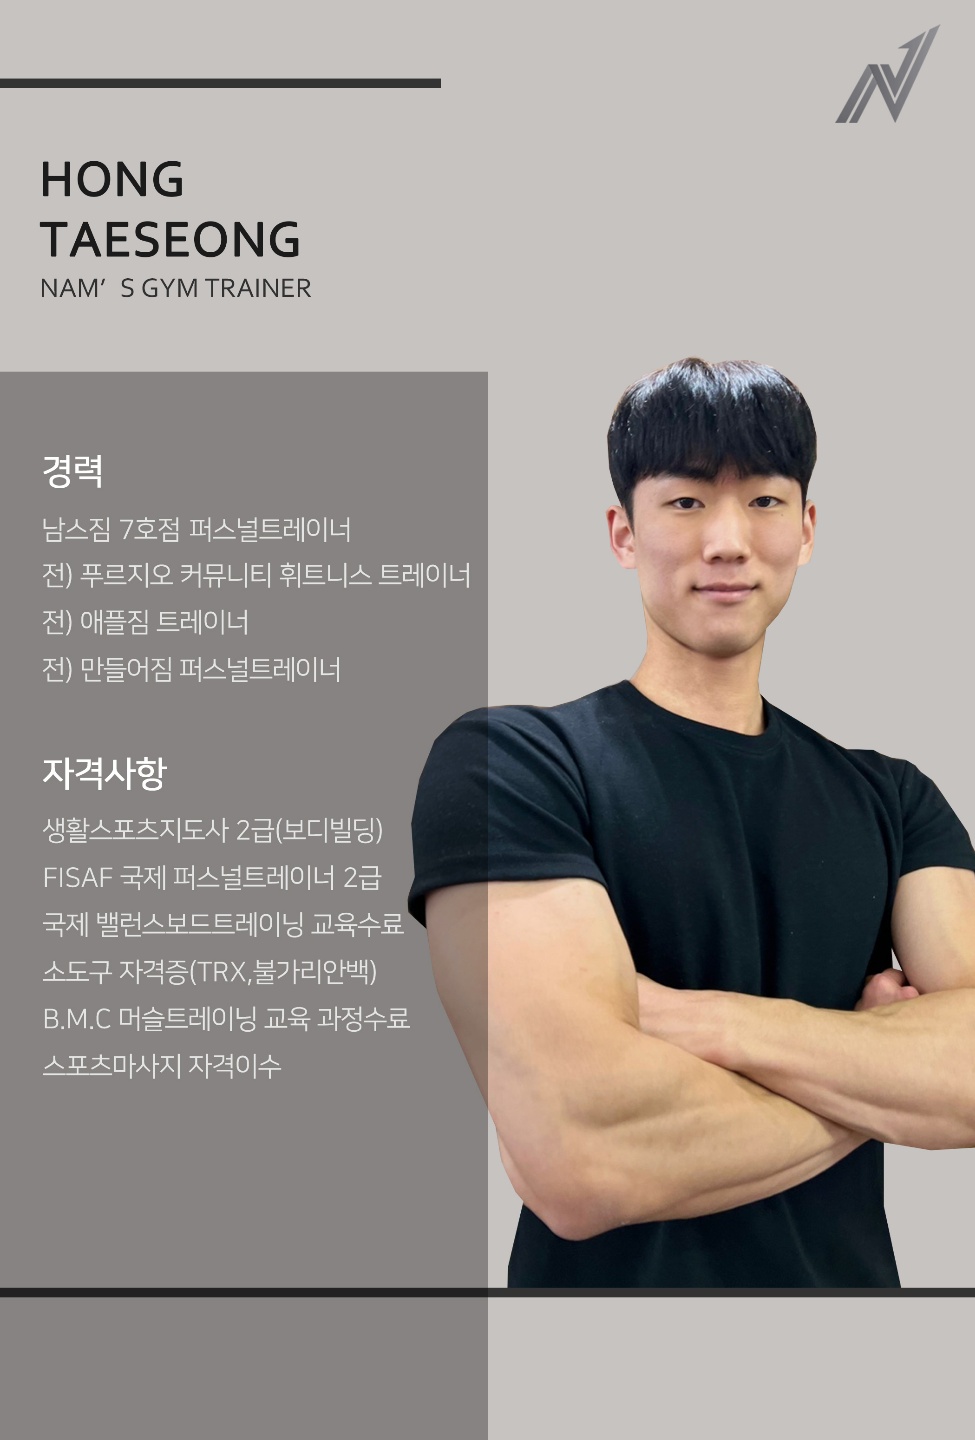 HONG
TAESEONG
NAM’ S GYM TRAINER
경력
남스짐 7호점 퍼스널트레이너
전) 푸르지오 커뮤니티 휘트니스 트레이너
전) 애플짐 트레이너
전) 만들어짐 퍼스널트레이너
자격사항
생활스포츠지도사 2급(보디빌딩)
FISAF 국제 퍼스널트레이너 2급
국제 밸런스보드트레이닝 교육수료
소도구 자격증(TRX,불가리안백)
B.M.C 머슬트레이닝 교육 과정수료
스포츠마사지 자격이수